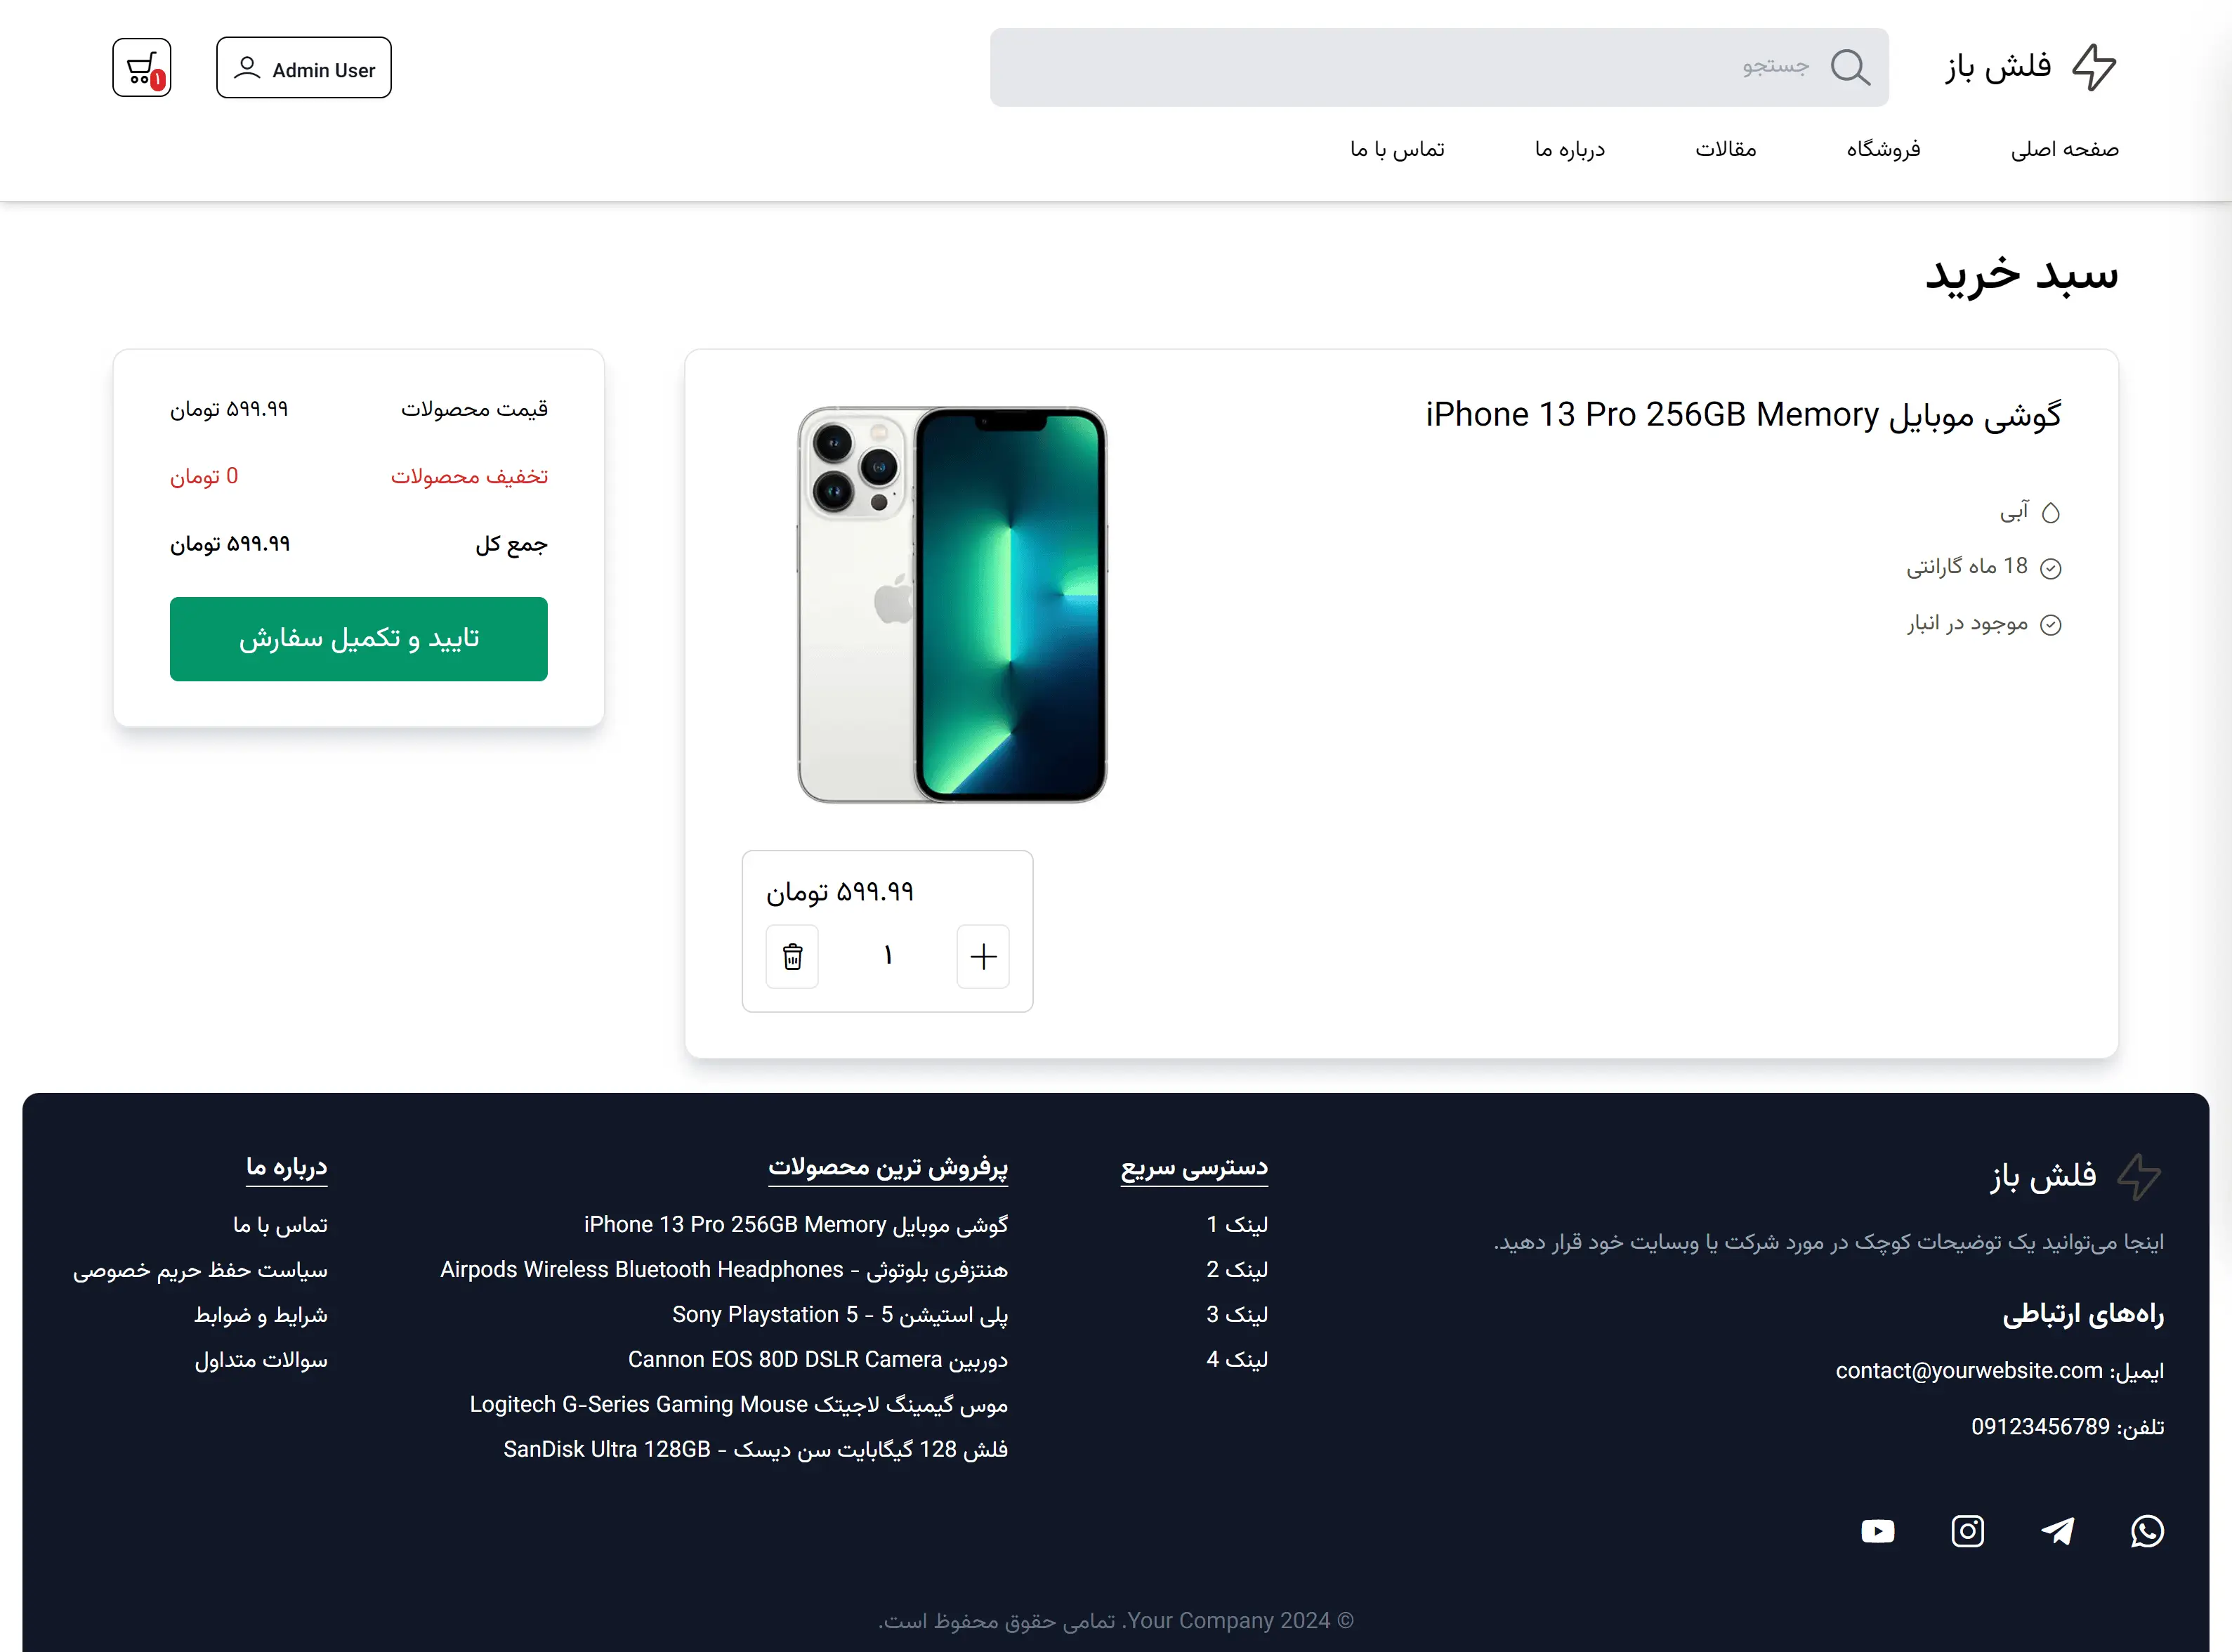 فلش باز
جستجو
Admin User
۱
صفحه اصلی
فروشگاه
مقالات
درباره ما
تماس با ما
سبد خرید
گوشی موبایل iPhone 13 Pro 256GB Memory
آبی
18 ماه گارانتی
موجود در انبار
۵۹۹.۹۹ تومان
۱
قیمت محصولات ۵۹۹.۹۹ تومان
تخفیف محصولات 0 تومان
جمع کل ۵۹۹.۹۹ تومان
تایید و تکمیل سفارش
فلش باز
اینجا می‌توانید یک توضیحات کوچک در مورد شرکت یا وبسایت خود قرار دهید.
راه‌های ارتباطی
ایمیل: contact@yourwebsite.com
تلفن: 09123456789
دسترسی سریع
لینک 1
لینک 2
لینک 3
لینک 4
پرفروش ترین محصولات
گوشی موبایل iPhone 13 Pro 256GB Memory
هنتزفری بلوتوثی - Airpods Wireless Bluetooth Headphones
پلی استیشن 5 - Sony Playstation 5
دوربین Cannon EOS 80D DSLR Camera
موس گیمینگ لاجیتک Logitech G-Series Gaming Mouse
فلش 128 گیگابایت سن دیسک - SanDisk Ultra 128GB
درباره ما
تماس با ما
سیاست حفظ حریم خصوصی
شرایط و ضوابط
سوالات متداول
© 2024 Your Company. تمامی حقوق محفوظ است.